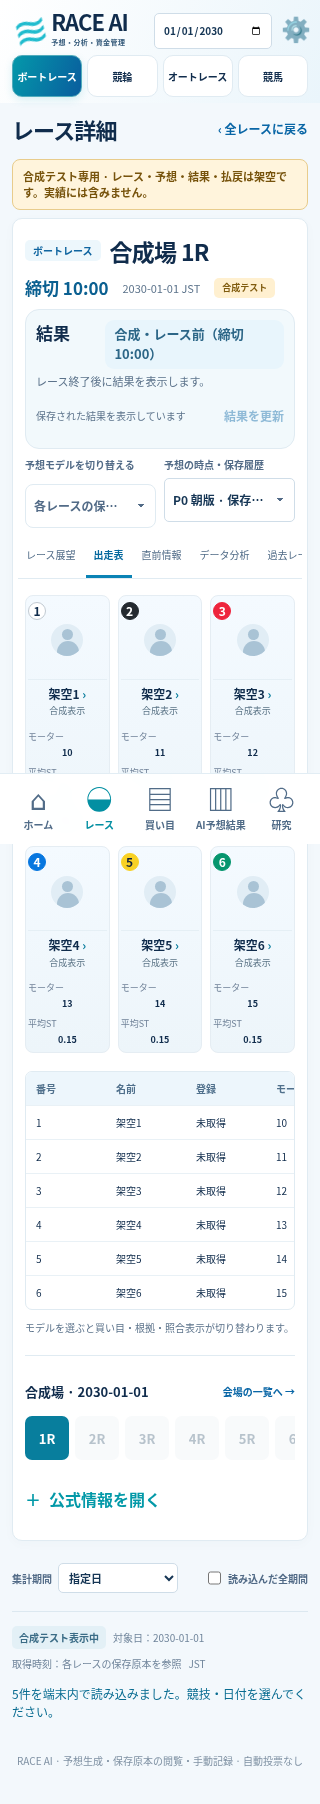 RACE AI
予想・分析・資金管理
01/01/2030
ボートレース 競輪 オートレース 競馬
レース詳細
‹ 全レースに戻る
合成テスト専用・レース・予想・結果・払戻は架空で
す。実績には含みません。
ボートレース 合成場 1R
締切 10:00 2030-01-01 JST 合成テスト
結果
合成・レース前（締切
10:00）
レース終了後に結果を表示します。
保存された結果を表示しています 結果を更新
予想モデルを切り替える 予想の時点・保存履歴
各レースの保… P0 朝版・保存…
レース展望 出走表 直前情報 データ分析 過去レー
1 2 3
架空1 › 架空2 › 架空3 ›
合成表示 合成表示 合成表示
モーター モーター モーター
10 11 12
平均ST 平均ST 平均ST
ホーム レース 買い目 AI予想結果 研究
4 5 6
架空4 › 架空5 › 架空6 ›
合成表示 合成表示 合成表示
モーター モーター モーター
13 14 15
平均ST 平均ST 平均ST
0.15 0.15 0.15
番号 名前 登録 モー
1 架空1 未取得 10
2 架空2 未取得 11
3 架空3 未取得 12
4 架空4 未取得 13
5 架空5 未取得 14
6 架空6 未取得 15
モデルを選ぶと買い目・根拠・照合表示が切り替わります。
合成場・2030-01-01 会場の一覧へ →
1R 2R 3R 4R 5R 6
＋ 公式情報を開く
集計期間 指定日 読み込んだ全期間
合成テスト表示中 対象日：2030-01-01
取得時刻：各レースの保存原本を参照 JST
5件を端末内で読み込みました。競技・日付を選んでく
ださい。
RACE AI・予想生成・保存原本の閲覧・手動記録・自動投票なし